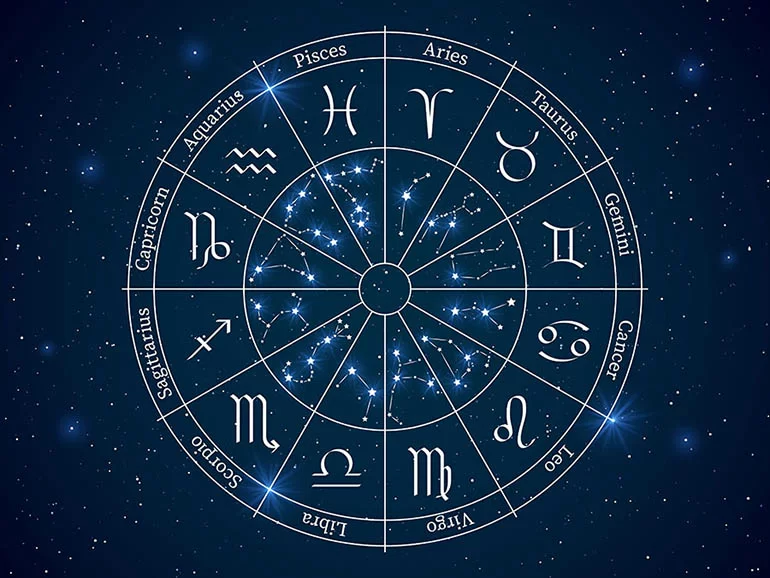 Aries
Taurus
Gemini
Cancer
Leo
Virgo
Libra
Scorpio
Sagittarius
Capricorn
Aquarius
Pisces